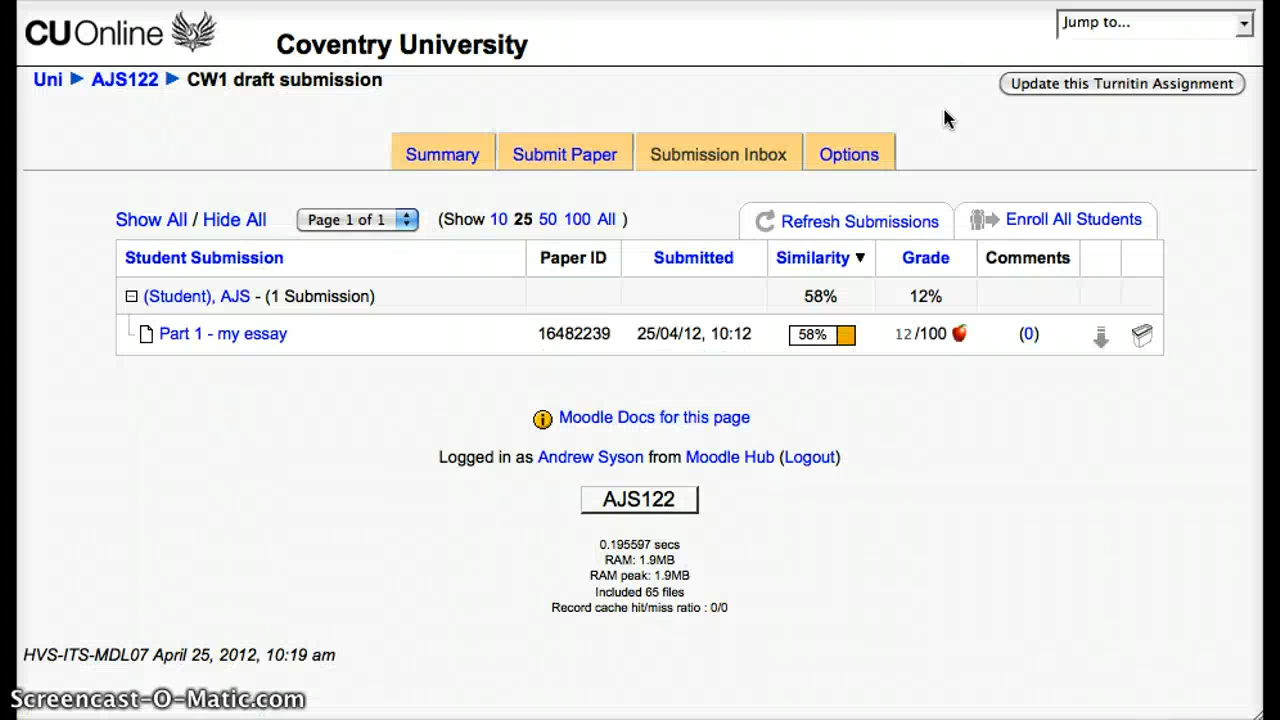 CUOnline
Coventry University
Jump to...
Uni ► AJS122 ► CW1 draft submission
Update this Turnitin Assignment
Summary Submit Paper Submission Inbox Options
Show All / Hide All Page 1 of 1 (Show 10 25 50 100 All ) Refresh Submissions Enroll All Students
Student Submission Paper ID Submitted Similarity ▼ Grade Comments
(Student), AJS - (1 Submission) 58% 12%
Part 1 - my essay 16482239 25/04/12, 10:12 58% 12/100 (0)
Moodle Docs for this page
Logged in as Andrew Syson from Moodle Hub (Logout)
AJS122
0.195597 secs
RAM: 1.9MB
RAM peak: 1.9MB
Included 65 files
Record cache hit/miss ratio : 0/0
HVS-ITS-MDL07 April 25, 2012, 10:19 am
Screencast-O-Matic.com